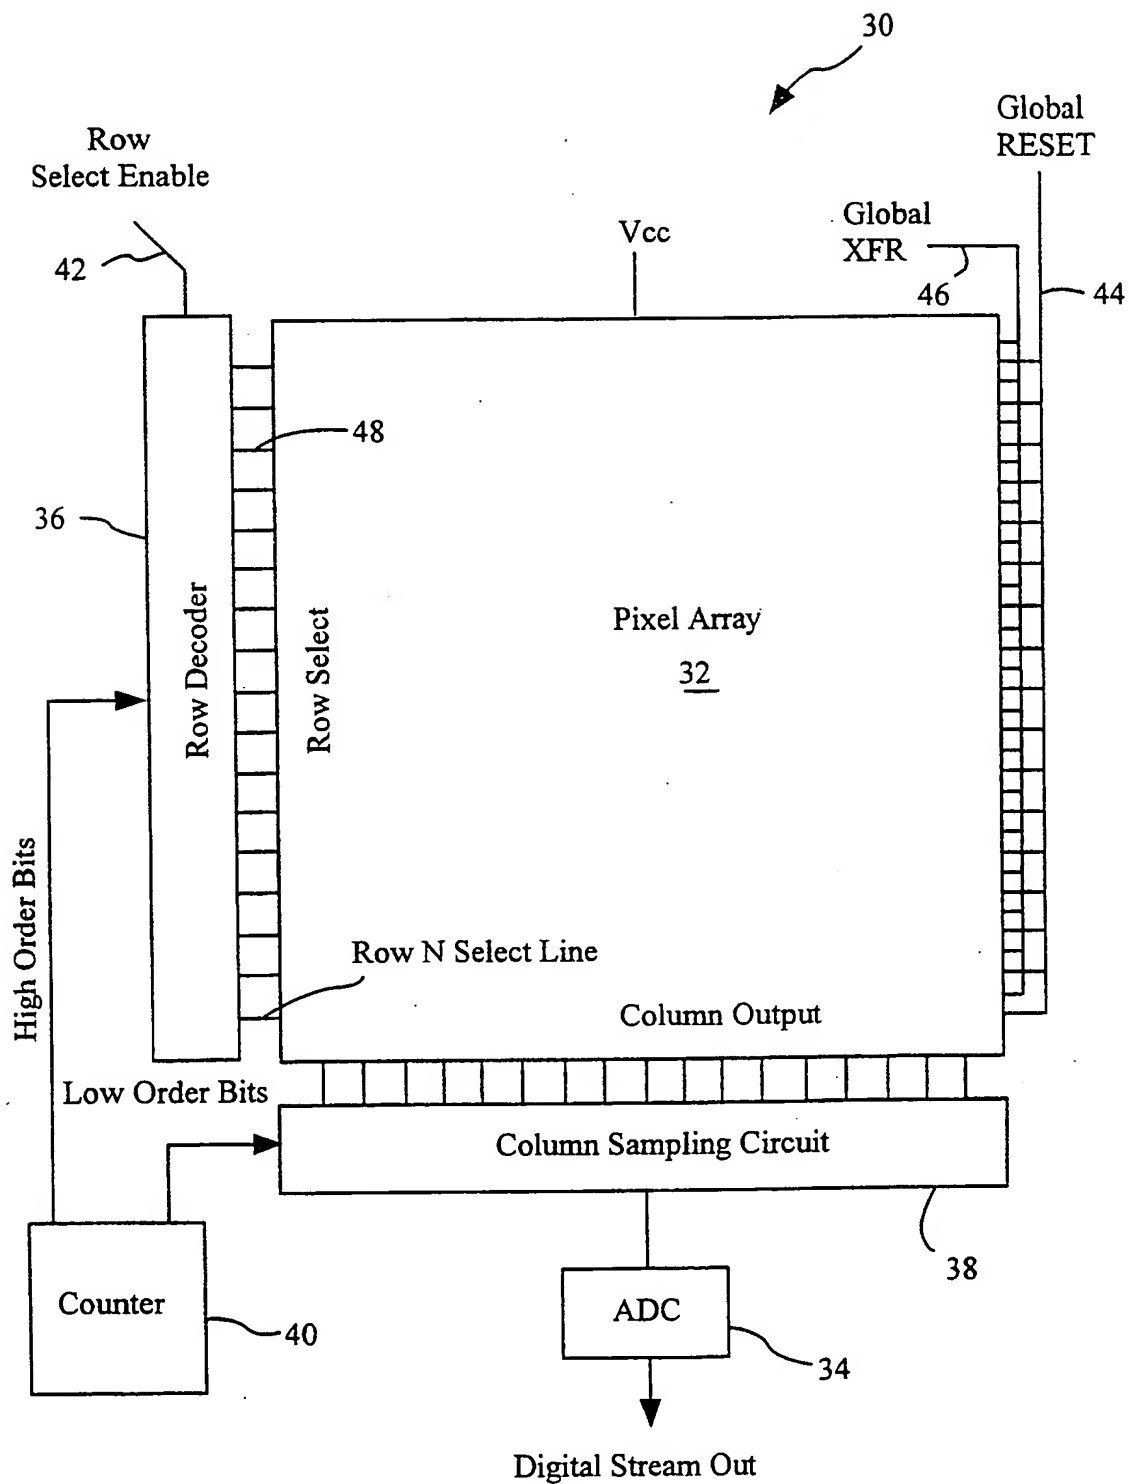 30
Global
RESET
Row
Select Enable
Global
XFR
Vcc
42
46
44
48
36
Row Decoder
Row Select
Pixel Array
32
High Order Bits
Row N Select Line
Column Output
Low Order Bits
Column Sampling Circuit
38
Counter
40
ADC
34
Digital Stream Out